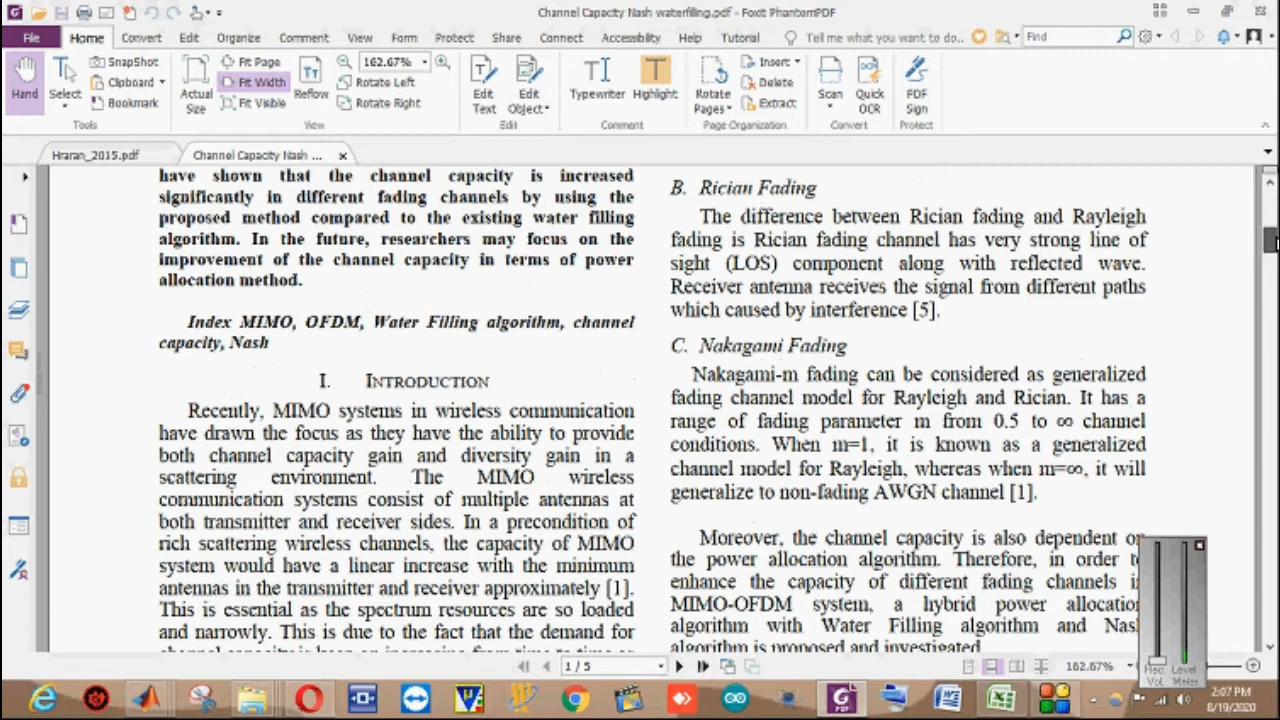 Channel Capacity Nash waterfilling.pdf - Foxit PhantomPDF
File Home Convert Edit Organize Comment View Form Protect Share Connect Accessibility Help Tutorial Tell me what you want to do.. Find
Hand
Select
SnapShot
Clipboard
Bookmark
Tools
Actual Size
Fit Page
Fit Width
Fit Visible
Reflow
162.67%
Rotate Left
Rotate Right
View
Edit Text
Edit Object
Edit
Typewriter
Highlight
Comment
Rotate Pages
Insert
Delete
Extract
Page Organization
Scan
Quick OCR
Convert
PDF Sign
Protect
Hraran_2015.pdf
Channel Capacity Nash ...
have shown that the channel capacity is increased
significantly in different fading channels by using the
proposed method compared to the existing water filling
algorithm. In the future, researchers may focus on the
improvement of the channel capacity in terms of power
allocation method.
Index MIMO, OFDM, Water Filling algorithm, channel
capacity, Nash
I. INTRODUCTION
Recently, MIMO systems in wireless communication
have drawn the focus as they have the ability to provide
both channel capacity gain and diversity gain in a
scattering environment. The MIMO wireless
communication systems consist of multiple antennas at
both transmitter and receiver sides. In a precondition of
rich scattering wireless channels, the capacity of MIMO
system would have a linear increase with the minimum
antennas in the transmitter and receiver approximately [1].
This is essential as the spectrum resources are so loaded
and narrowly. This is due to the fact that the demand for
B. Rician Fading
The difference between Rician fading and Rayleigh
fading is Rician fading channel has very strong line of
sight (LOS) component along with reflected wave.
Receiver antenna receives the signal from different paths
which caused by interference [5].
C. Nakagami Fading
Nakagami-m fading can be considered as generalized
fading channel model for Rayleigh and Rician. It has a
range of fading parameter m from 0.5 to ∞ channel
conditions. When m=1, it is known as a generalized
channel model for Rayleigh, whereas when m=∞, it will
generalize to non-fading AWGN channel [1].
Moreover, the channel capacity is also dependent on
the power allocation algorithm. Therefore, in order
enhance the capacity of different fading channels
MIMO-OFDM system, a hybrid power allocation
algorithm with Water Filling algorithm and
algorithm is proposed and investigated
Rec Vol
Level Meter
1 / 5
162.67%
2:07 PM
8/19/2020